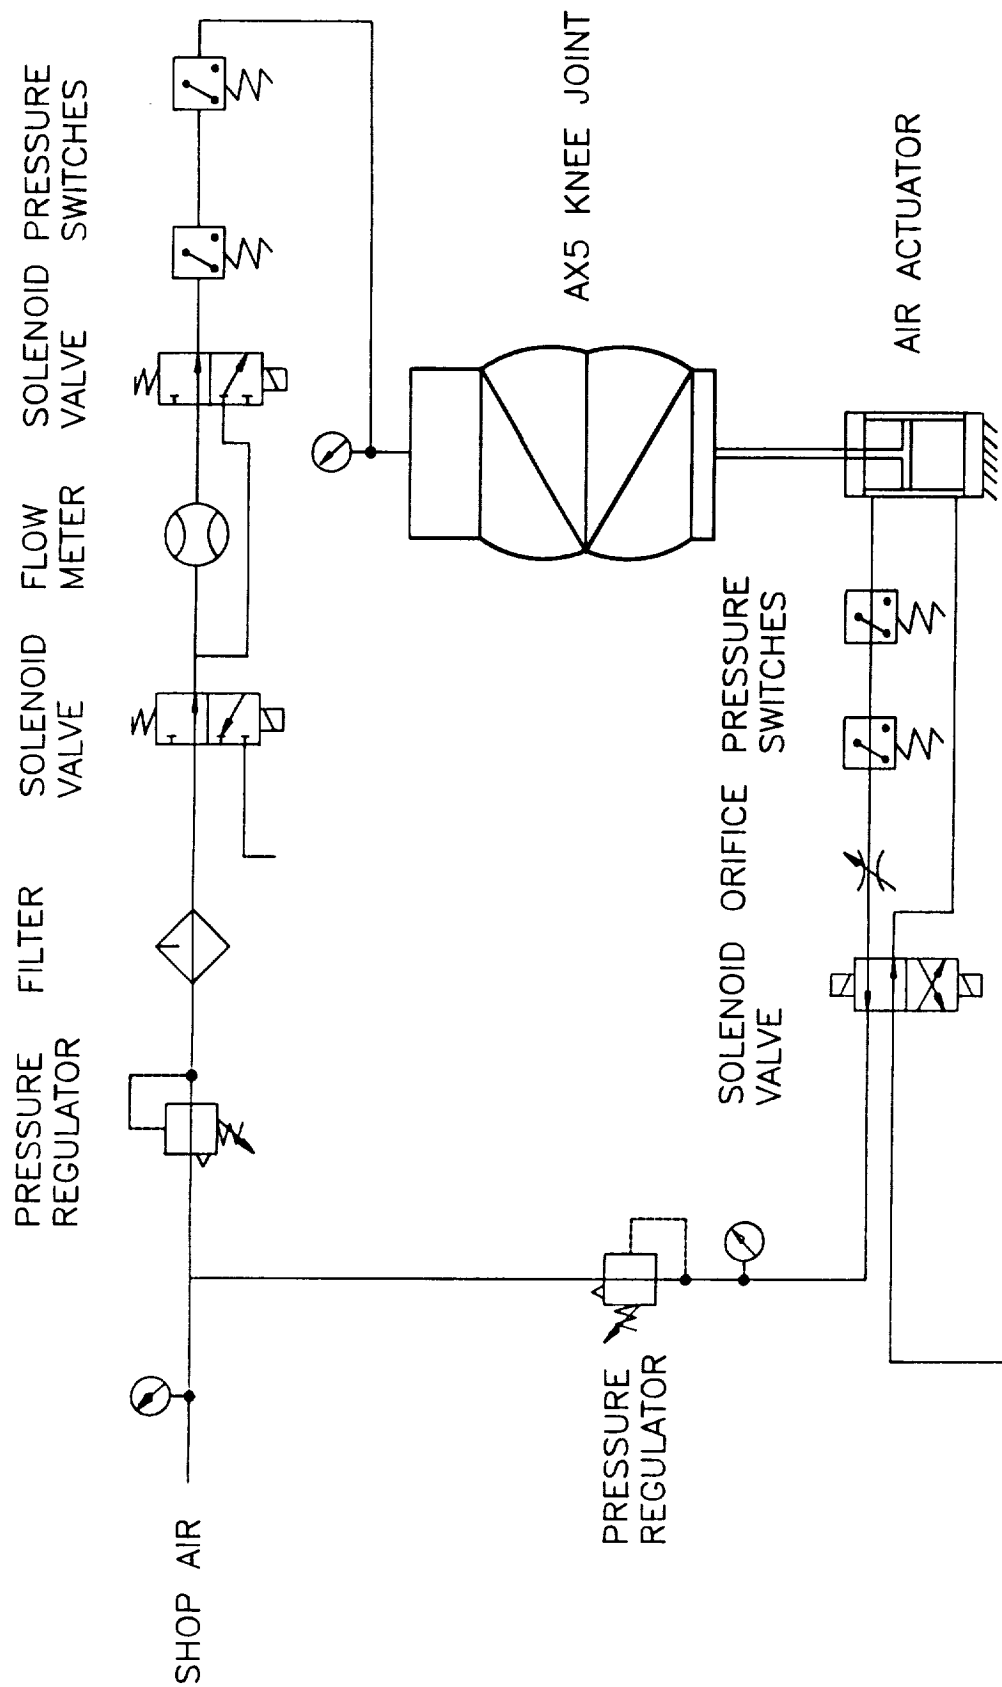 SHOP AIR
PRESSURE
REGULATOR
FILTER
SOLENOID
VALVE
FLOW
METER
SOLENOID
VALVE
PRESSURE
SWITCHES
AX5 KNEE JOINT
PRESSURE
REGULATOR
SOLENOID
VALVE
ORIFICE
PRESSURE
SWITCHES
AIR ACTUATOR